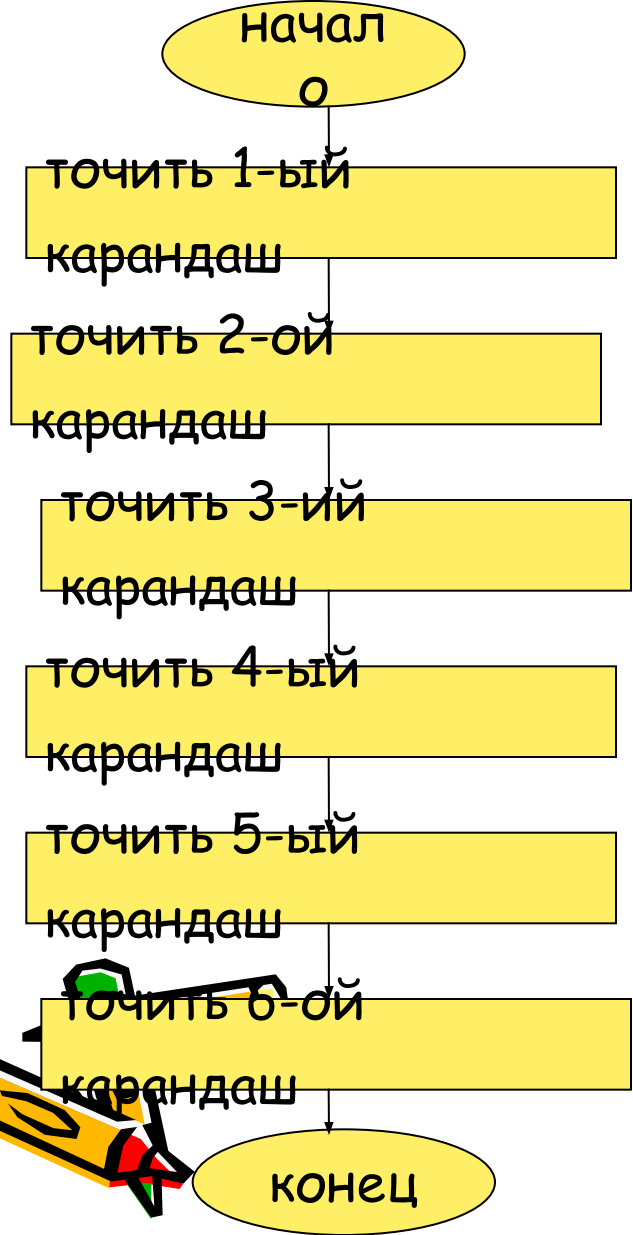 начал
о
точить 1-ый
карандаш
точить 2-ой
карандаш
точить 3-ий
карандаш
точить 4-ый
карандаш
точить 5-ый
карандаш
точить 6-ой
карандаш
конец